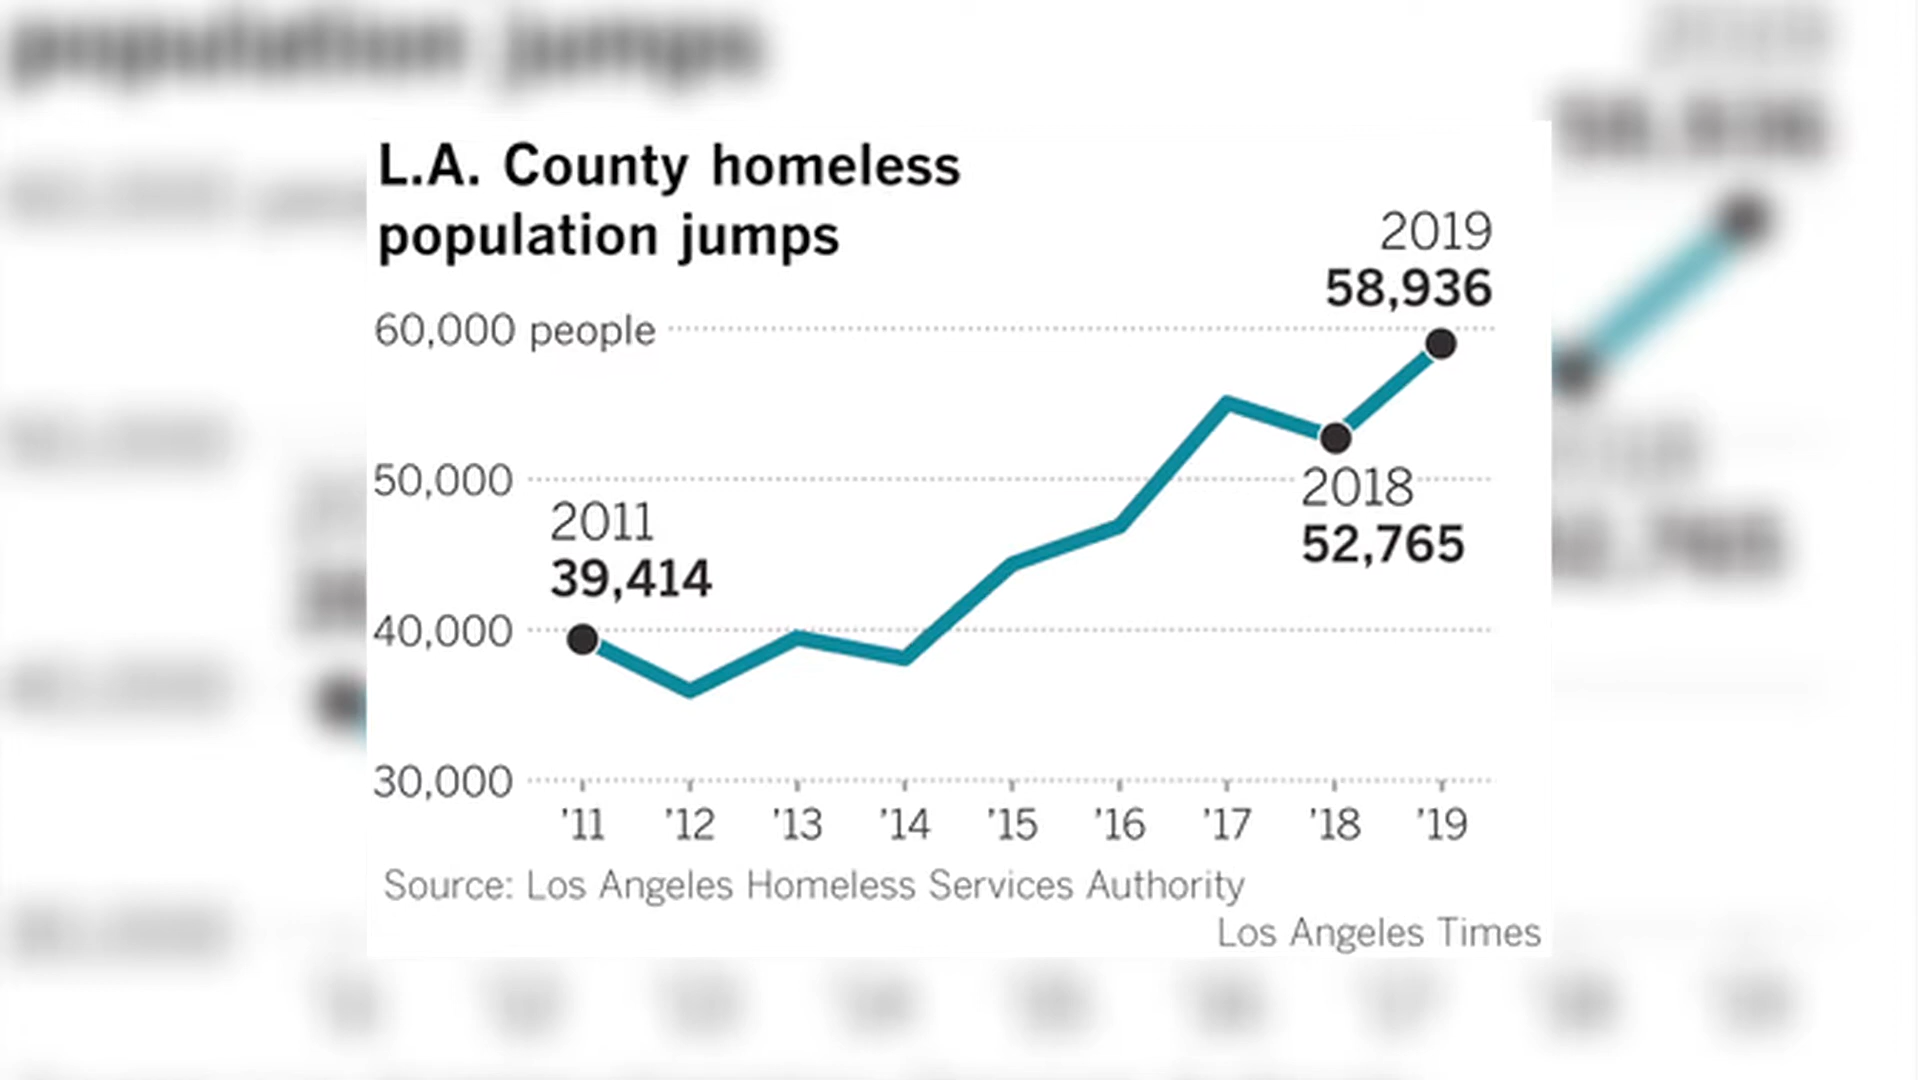 L.A. County homeless
population jumps
2019
58,936
60,000 people
50,000
2018
52,765
2011
39,414
40,000
30,000
’11 ’12 ’13 ’14 ’15 ’16 ’17 ’18 ’19
Source: Los Angeles Homeless Services Authority
Los Angeles Times